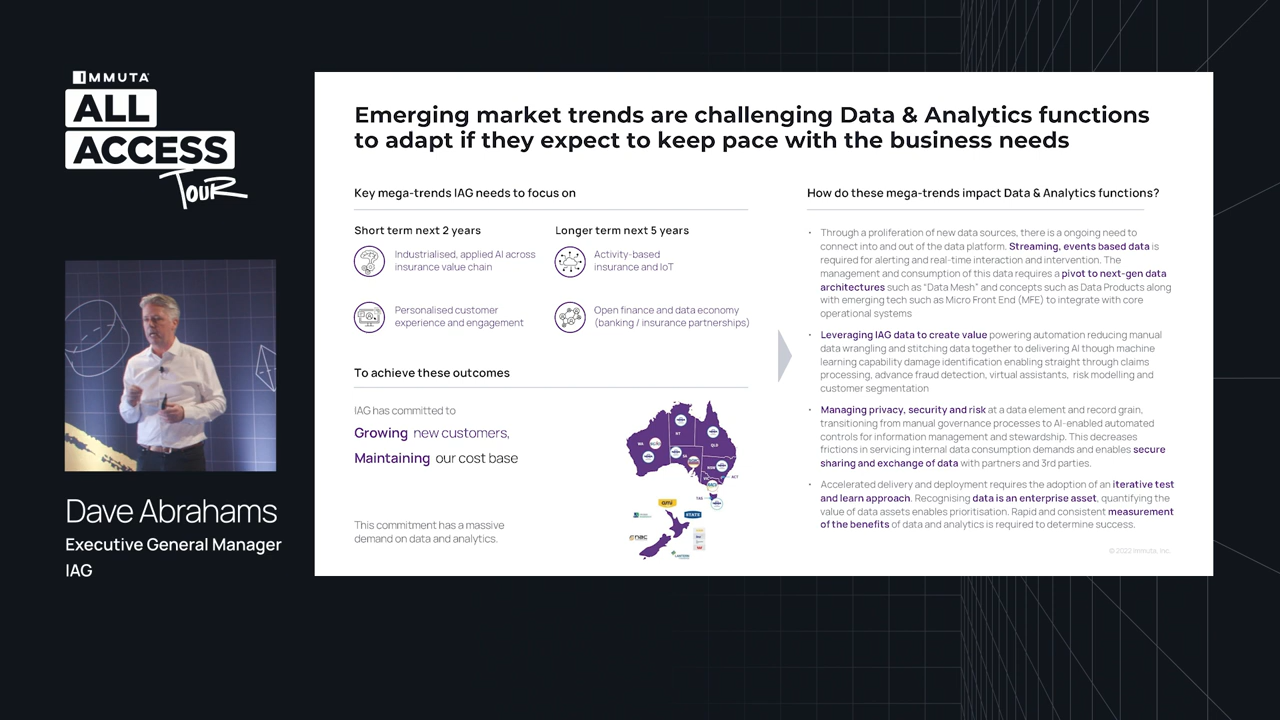 IMMUTA
ALL
ACCESS
TOUR
Dave Abrahams
Executive General Manager
IAG
Emerging market trends are challenging Data & Analytics functions
to adapt if they expect to keep pace with the business needs
Key mega-trends IAG needs to focus on
Short term next 2 years
Industrialised, applied AI across
insurance value chain
Personalised customer
experience and engagement
Longer term next 5 years
Activity-based
insurance and IoT
Open finance and data economy
(banking / insurance partnerships)
To achieve these outcomes
IAG has committed to
Growing new customers,
Maintaining our cost base
This commitment has a massive
demand on data and analytics.
WA
NT
QLD
NSW
ACT
TAS
ami
STATE
nac
LANTERN
How do these mega-trends impact Data & Analytics functions?
• Through a proliferation of new data sources, there is a ongoing need to
connect into and out of the data platform. Streaming, events based data is
required for alerting and real-time interaction and intervention. The
management and consumption of this data requires a pivot to next-gen data
architectures such as “Data Mesh” and concepts such as Data Products along
with emerging tech such as Micro Front End (MFE) to integrate with core
operational systems
• Leveraging IAG data to create value powering automation reducing manual
data wrangling and stitching data together to delivering AI though machine
learning capability damage identification enabling straight through claims
processing, advance fraud detection, virtual assistants, risk modelling and
customer segmentation
• Managing privacy, security and risk at a data element and record grain,
transitioning from manual governance processes to AI-enabled automated
controls for information management and stewardship. This decreases
frictions in servicing internal data consumption demands and enables secure
sharing and exchange of data with partners and 3rd parties.
• Accelerated delivery and deployment requires the adoption of an iterative test
and learn approach. Recognising data is an enterprise asset, quantifying the
value of data assets enables prioritisation. Rapid and consistent measurement
of the benefits of data and analytics is required to determine success.
© 2022 Immuta, Inc.